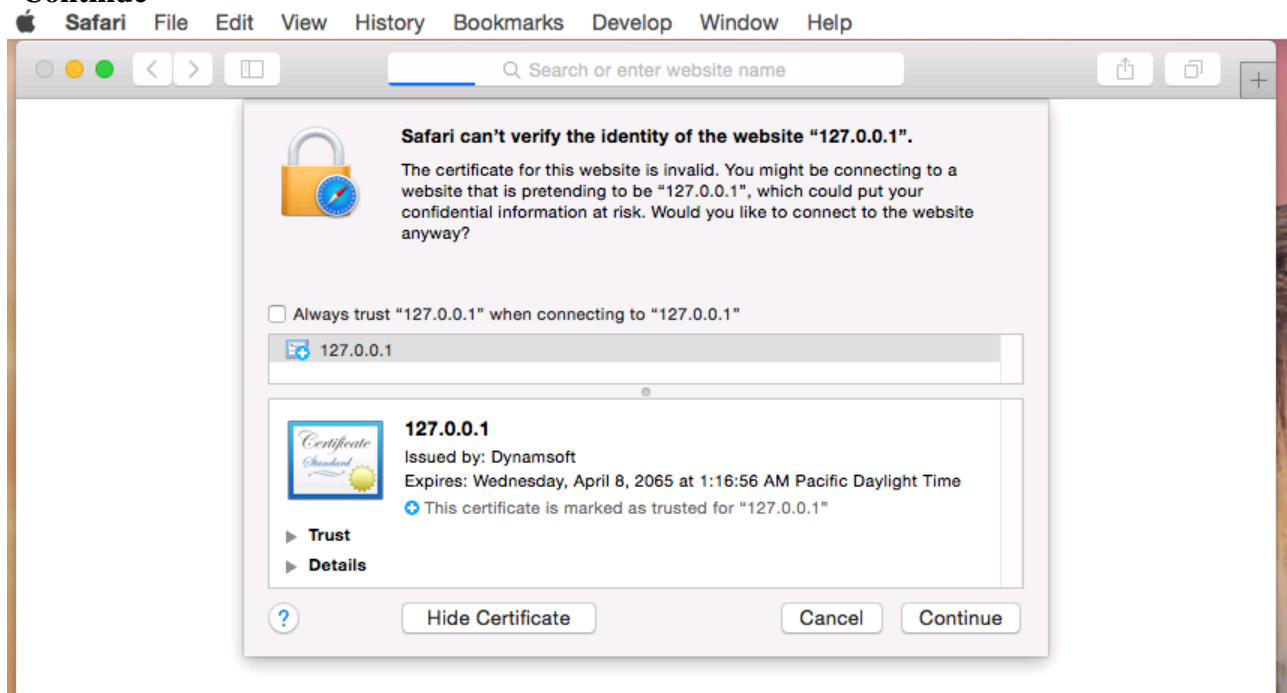 Continue
Safari File Edit View History Bookmarks Develop Window Help
Search or enter website name
Safari can't verify the identity of the website “127.0.0.1”.
The certificate for this website is invalid. You might be connecting to a
website that is pretending to be “127.0.0.1”, which could put your
confidential information at risk. Would you like to connect to the website
anyway?
Always trust “127.0.0.1” when connecting to “127.0.0.1”
127.0.0.1
Certificate
Standard
127.0.0.1
Issued by: Dynamsoft
Expires: Wednesday, April 8, 2065 at 1:16:56 AM Pacific Daylight Time
This certificate is marked as trusted for “127.0.0.1”
Trust
Details
? Hide Certificate Cancel Continue